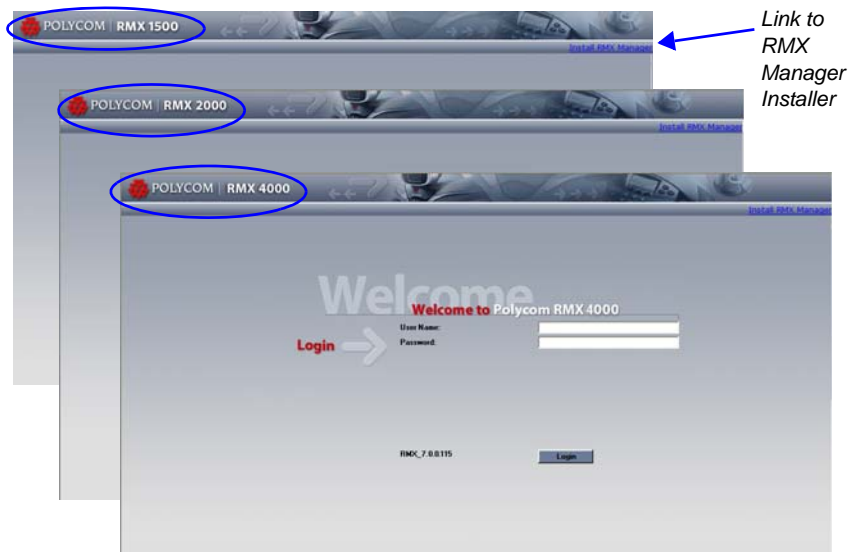 POLYCOM | RMX 1500
Install RMX Manager
Link to
RMX
Manager
Installer
POLYCOM | RMX 2000
Install RMX Manager
POLYCOM | RMX 4000
Install RMX Manager
Welcome
Welcome to Polycom RMX 4000
User Name:
Login
Password:
RMX_7.0.0.115
Login